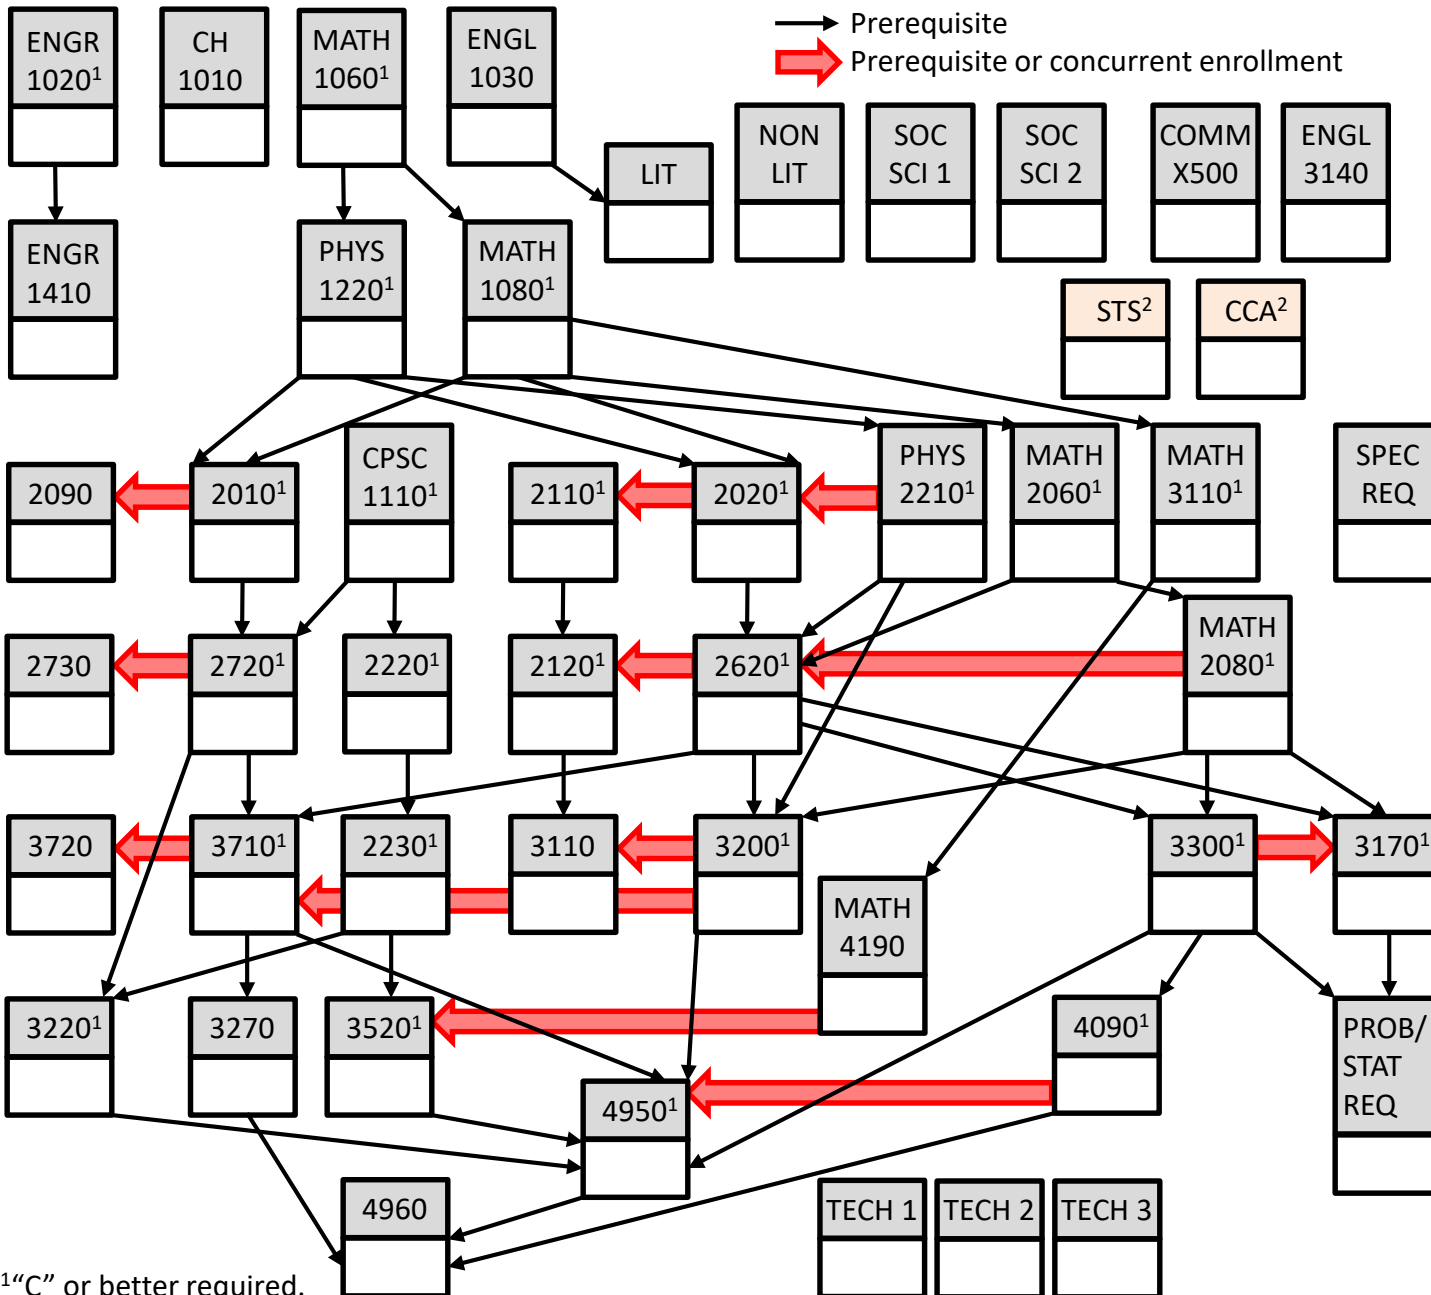 Prerequisite
Prerequisite or concurrent enrollment
ENGR
1020¹
CH
1010
MATH
1060¹
ENGL
1030
LIT
NON
LIT
SOC
SCI 1
SOC
SCI 2
COMM
X500
ENGL
3140
ENGR
1410
PHYS
1220¹
MATH
1080¹
STS²
CCA²
2090
2010¹
CPSC
1110¹
2110¹
2020¹
PHYS
2210¹
MATH
2060¹
MATH
3110¹
SPEC
REQ
2730
2720¹
2220¹
2120¹
2620¹
MATH
2080¹
3720
3710¹
2230¹
3110
3200¹
MATH
4190
3300¹
3170¹
3220¹
3270
3520¹
4950¹
4090¹
PROB/
STAT
REQ
4960
TECH 1
TECH 2
TECH 3
¹“C” or better required.